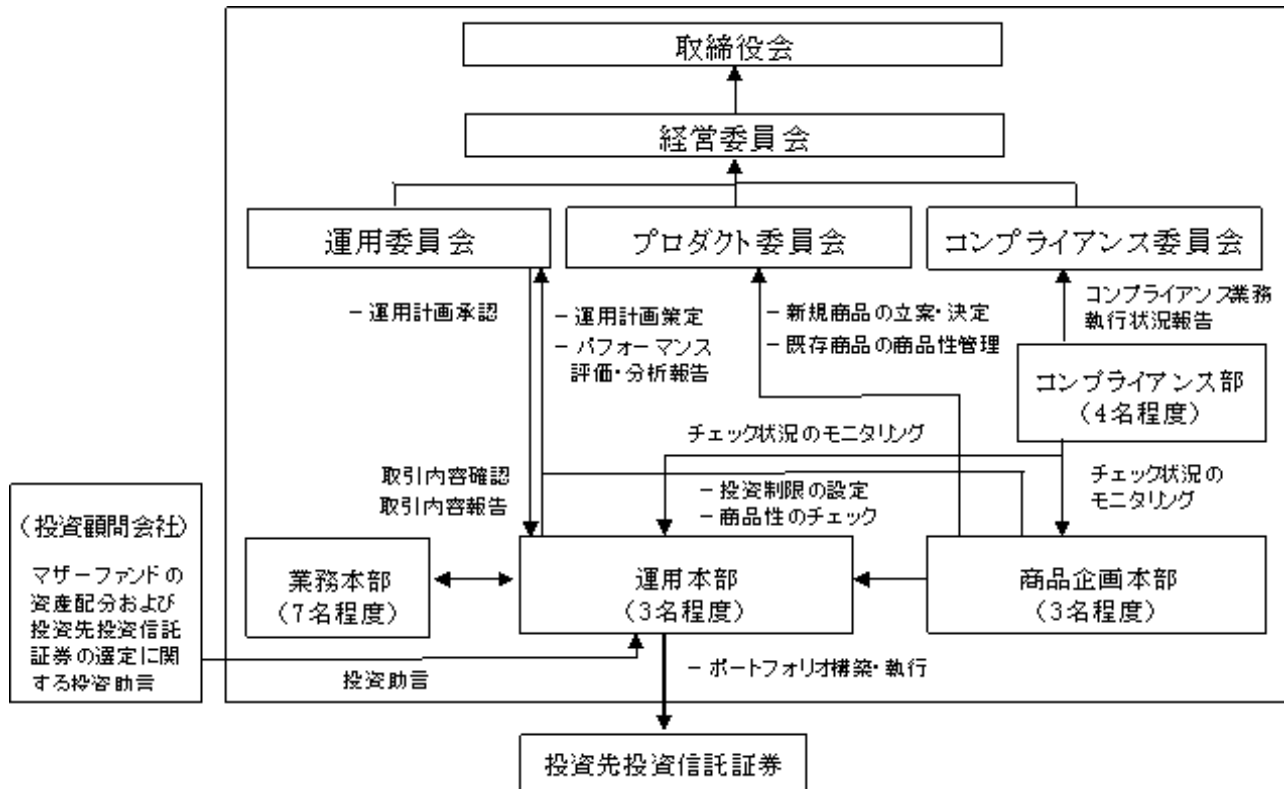 取締役会
経営委員会
運用委員会
プロダクト委員会
コンプライアンス委員会
－運用計画承認
－運用計画策定
－パフォーマンス
評価・分析報告
－新規商品の立案・決定
－既存商品の商品性管理
コンプライアンス業務
執行状況報告
コンプライアンス部
（4名程度）
チェック状況のモニタリング
チェック状況の
モニタリング
取引内容確認
取引内容報告
－投資制限の設定
－商品性のチェック
（投資顧問会社）
マザーファンドの
資産配分および
投資先投資信託
証券の選定に関
する投資助言
業務本部
（7名程度）
運用本部
（3名程度）
商品企画本部
（3名程度）
投資助言
－ポートフォリオ構築・執行
投資先投資信託証券